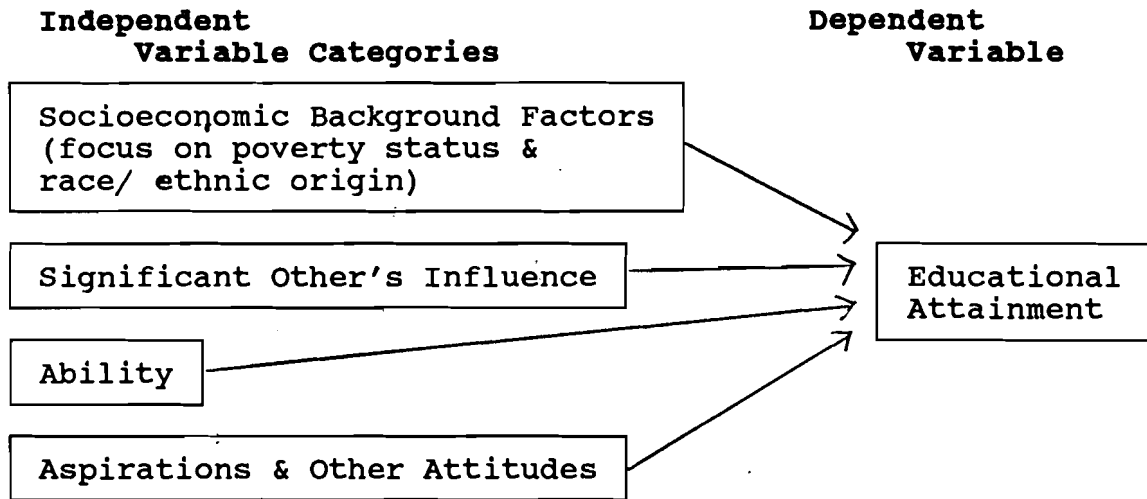 Independent
Variable Categories
Dependent
Variable
Socioeconomic Background Factors
(focus on poverty status &
race/ ethnic origin)
Significant Other's Influence
Ability
Aspirations & Other Attitudes
Educational
Attainment